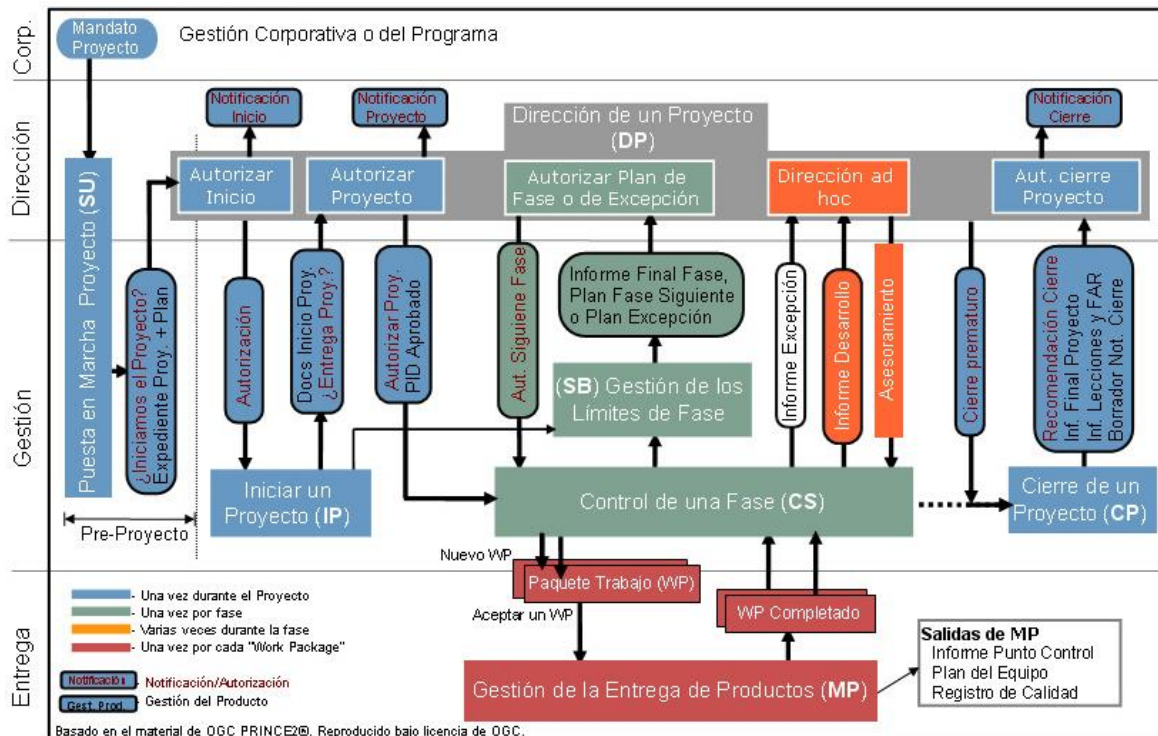 Corp.
Mandato
Proyecto
Gestión Corporativa o del Programa
Dirección
Notificación
Inicio
Notificación
Proyecto
Dirección de un Proyecto
(DP)
Notificación
Cierre
Autorizar
Inicio
Autorizar
Proyecto
Autorizar Plan de
Fase o de Excepción
Dirección ad
hoc
Aut. cierre
Proyecto
Gestión
Puesta en Marcha Proyecto (SU)
¿Iniciamos el Proyecto?
Expediente Proy. + Plan
Autorización
Docs Inicio Proy.
¿Entrega Proy.?
Autorizar Proy.
PID Aprobado
Aut. Siguiene Fase
Informe Final Fase,
Plan Fase Siguiente
o Plan Excepción
Informe Excepción
Informe Desarrollo
Asesoramiento
Cierre prematuro
Recomendación Cierre
Inf. Final Proyecto
Inf. Lecciones y FAR
Borrador Not. Cierre
(SB) Gestión de los
Límites de Fase
Iniciar un
Proyecto (IP)
Control de una Fase (CS)
Cierre de un
Proyecto (CP)
Pre-Proyecto
Nuevo WP
Entrega
Paquete Trabajo (WP)
Aceptar un WP
WP Completado
- Una vez durante el Proyecto
- Una vez por fase
- Varias veces durante la fase
- Una vez por cada "Work Package"
Notificación - Notificación/Autorización
Gest. Prod. - Gestión del Producto
Gestión de la Entrega de Productos (MP)
Salidas de MP
Informe Punto Control
Plan del Equipo
Registro de Calidad
Basado en el material de OGC PRINCE2®. Reproducido bajo licencia de OGC.